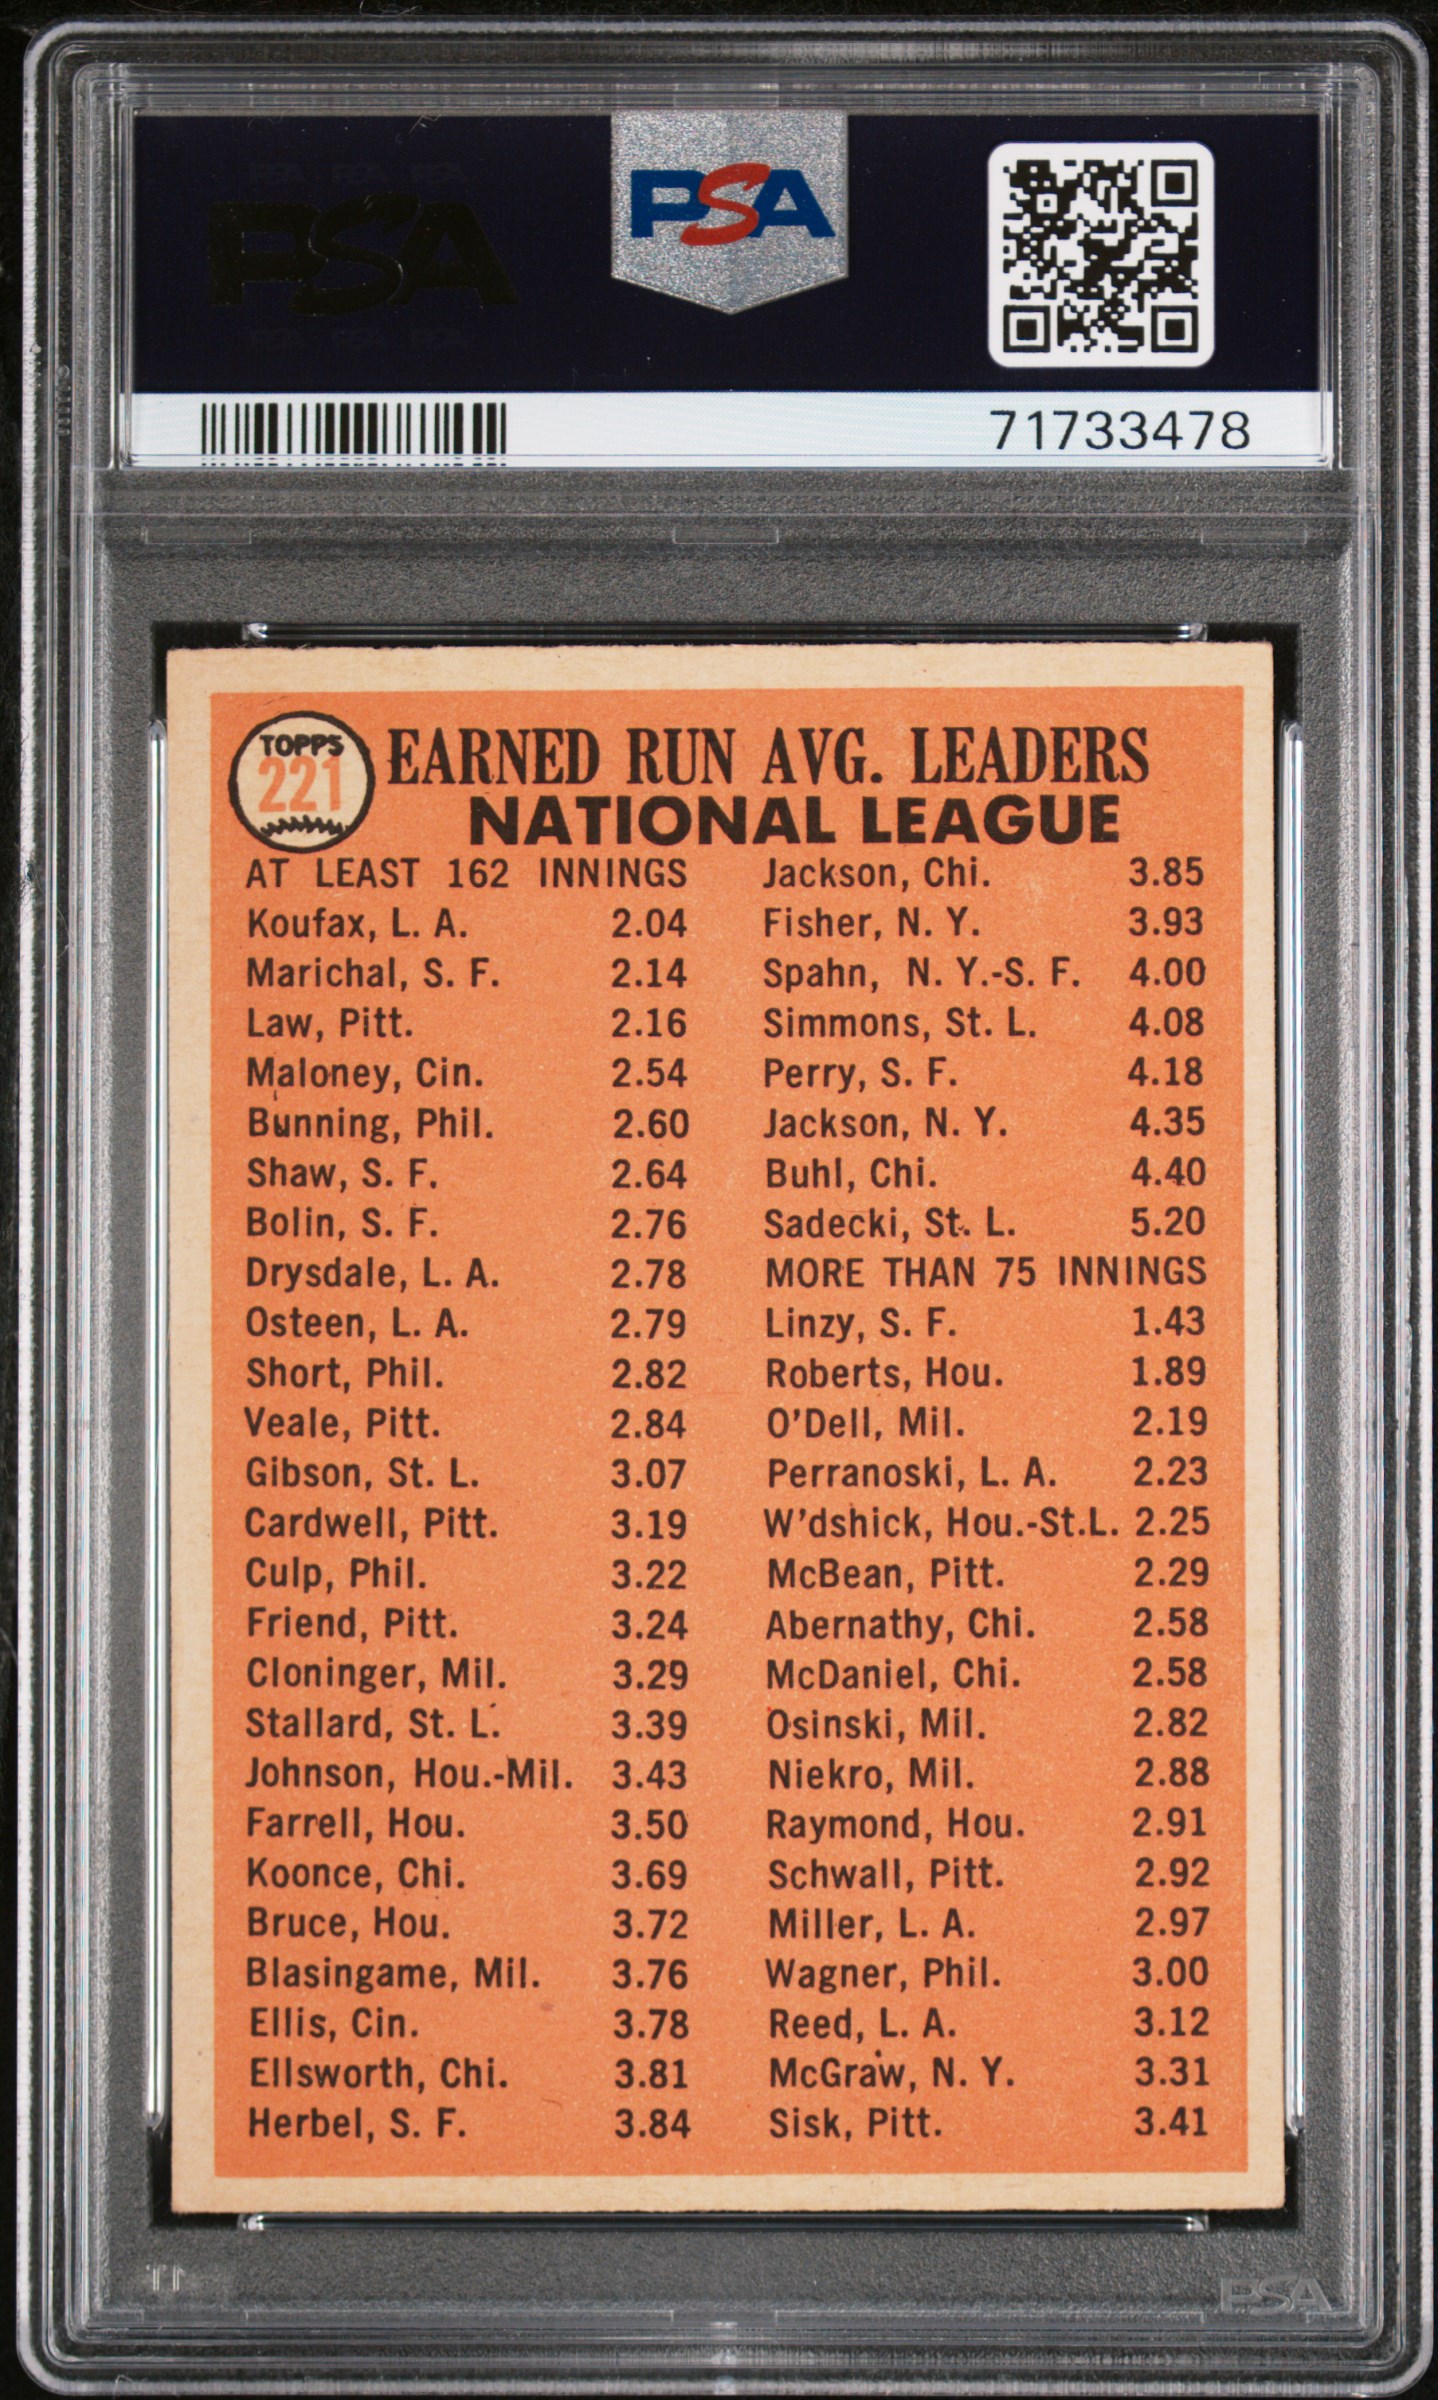 PSA
PSA
71733478
TOPPS
221
EARNED RUN AVG. LEADERS
NATIONAL LEAGUE
AT LEAST 162 INNINGS
Koufax, L. A. 2.04
Marichal, S. F. 2.14
Law, Pitt. 2.16
Maloney, Cin. 2.54
Bunning, Phil. 2.60
Shaw, S. F. 2.64
Bolin, S. F. 2.76
Drysdale, L. A. 2.78
Osteen, L. A. 2.79
Short, Phil. 2.82
Veale, Pitt. 2.84
Gibson, St. L. 3.07
Cardwell, Pitt. 3.19
Culp, Phil. 3.22
Friend, Pitt. 3.24
Cloninger, Mil. 3.29
Stallard, St. L. 3.39
Johnson, Hou.-Mil. 3.43
Farrell, Hou. 3.50
Koonce, Chi. 3.69
Bruce, Hou. 3.72
Blasingame, Mil. 3.76
Ellis, Cin. 3.78
Ellsworth, Chi. 3.81
Herbel, S. F. 3.84
Jackson, Chi. 3.85
Fisher, N. Y. 3.93
Spahn, N. Y.-S. F. 4.00
Simmons, St. L. 4.08
Perry, S. F. 4.18
Jackson, N. Y. 4.35
Buhl, Chi. 4.40
Sadecki, St. L. 5.20
MORE THAN 75 INNINGS
Linzy, S. F. 1.43
Roberts, Hou. 1.89
O'Dell, Mil. 2.19
Perranoski, L. A. 2.23
W'dshick, Hou.-St.L. 2.25
McBean, Pitt. 2.29
Abernathy, Chi. 2.58
McDaniel, Chi. 2.58
Osinski, Mil. 2.82
Niekro, Mil. 2.88
Raymond, Hou. 2.91
Schwall, Pitt. 2.92
Miller, L. A. 2.97
Wagner, Phil. 3.00
Reed, L. A. 3.12
McGraw, N. Y. 3.31
Sisk, Pitt. 3.41
PSA